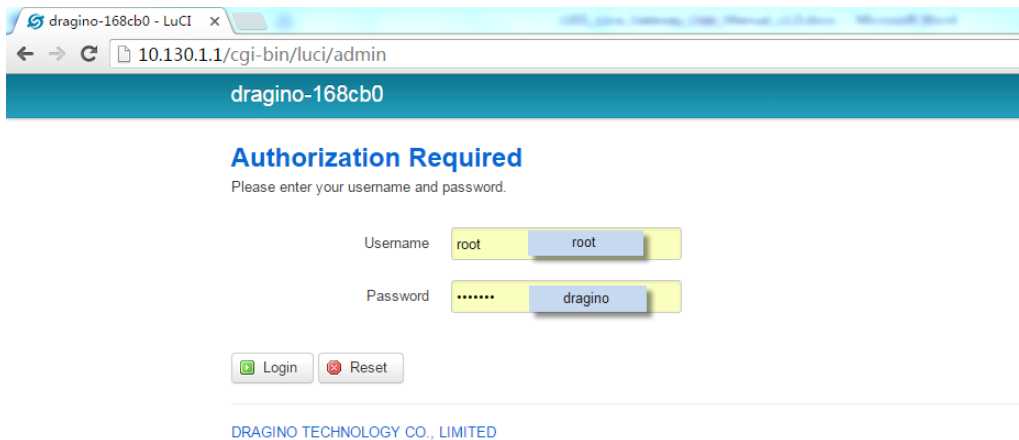 dragino-168cb0 - LuCI ×
10.130.1.1/cgi-bin/luci/admin
dragino-168cb0
Authorization Required
Please enter your username and password.
Username root root
Password ••••••• dragino
Login Reset
DRAGINO TECHNOLOGY CO., LIMITED